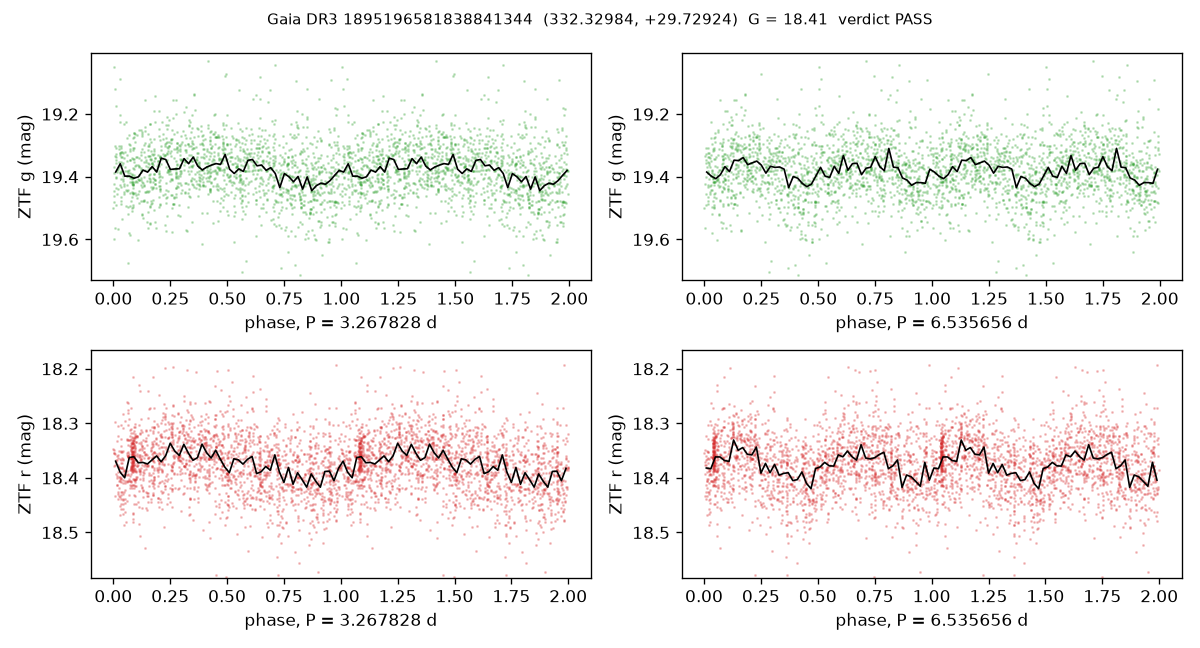 Gaia DR3 1895196581838841344 (332.32984, +29.72924) G = 18.41 verdict PASS
ZTF g (mag)
19.2
19.4
19.6
0.00 0.25 0.50 0.75 1.00 1.25 1.50 1.75 2.00
phase, P = 3.267828 d
ZTF g (mag)
19.2
19.4
19.6
0.00 0.25 0.50 0.75 1.00 1.25 1.50 1.75 2.00
phase, P = 6.535656 d
ZTF r (mag)
18.2
18.3
18.4
18.5
0.00 0.25 0.50 0.75 1.00 1.25 1.50 1.75 2.00
phase, P = 3.267828 d
ZTF r (mag)
18.2
18.3
18.4
18.5
0.00 0.25 0.50 0.75 1.00 1.25 1.50 1.75 2.00
phase, P = 6.535656 d